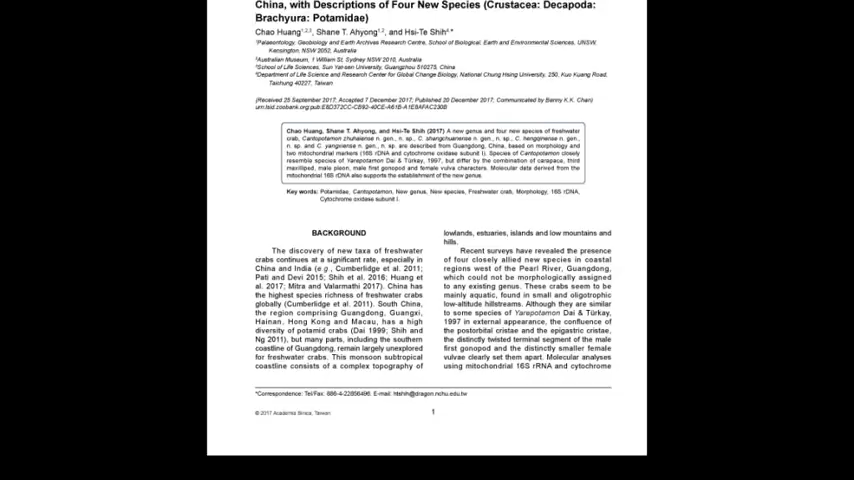 China, with Descriptions of Four New Species (Crustacea: Decapoda:
Brachyura: Potamidae)
Chao Huang1,2,3, Shane T. Ahyong1,2, and Hsi-Te Shih4,*
1Palaeontology, Geobiology and Earth Archives Research Centre, School of Biological, Earth and Environmental Sciences, UNSW,
Kensington, NSW 2052, Australia
2Australian Museum, 1 William St, Sydney NSW 2010, Australia
3School of Life Sciences, Sun Yat-sen University, Guangzhou 510275, China
4Department of Life Science and Research Center for Global Change Biology, National Chung Hsing University, 250, Kuo Kuang Road,
Taichung 40227, Taiwan
(Received 25 September 2017; Accepted 7 December 2017; Published 20 December 2017; Communicated by Benny K.K. Chan)
Chao Huang, Shane T. Ahyong, and Hsi-Te Shih (2017) A new genus and four new species of freshwater
crab, Cantopotamon zhuhaiense n. gen., n. sp., C. shangchuanense n. gen., n. sp., C. hengqinense n. gen.,
n. sp. and C. yangxiense n. gen., n. sp. are described from Guangdong, China, based on morphology and
two mitochondrial markers (16S rDNA and cytochrome oxidase subunit I). Species of Cantopotamon closely
resemble species of Yarepotamon Dai & Türkay, 1997, but differ by the combination of carapace, third
maxilliped, male pleon, male first gonopod and female vulva characters. Molecular data derived from the
mitochondrial 16S rDNA also supports the establishment of the new genus.
Key words: Potamidae, Cantopotamon, New genus, New species, Freshwater crab, Morphology, 16S rDNA,
Cytochrome oxidase subunit I.
BACKGROUND
The discovery of new taxa of freshwater
crabs continues at a significant rate, especially in
China and India (e.g., Cumberlidge et al. 2011;
Pati and Devi 2015; Shih et al. 2016; Huang et
al. 2017; Mitra and Valarmathi 2017). China has
the highest species richness of freshwater crabs
globally (Cumberlidge et al. 2011). South China,
the region comprising Guangdong, Guangxi,
Hainan, Hong Kong and Macau, has a high
diversity of potamid crabs (Dai 1999; Shih and
Ng 2011), but many parts, including the southern
coastline of Guangdong, remain largely unexplored
for freshwater crabs. This monsoon subtropical
coastline consists of a complex topography of
lowlands, estuaries, islands and low mountains and
hills.
Recent surveys have revealed the presence
of four closely allied new species in coastal
regions west of the Pearl River, Guangdong,
which could not be morphologically assigned
to any existing genus. These crabs seem to be
mainly aquatic, found in small and oligotrophic
low-altitude hillstreams. Although they are similar
to some species of Yarepotamon Dai & Türkay,
1997 in external appearance, the confluence of
the postorbital cristae and the epigastric cristae,
the distinctly twisted terminal segment of the male
first gonopod and the distinctly smaller female
vulvae clearly set them apart. Molecular analyses
using mitochondrial 16S rRNA and cytochrome
*Correspondence: Tel/Fax: 886-4-22856496. E-mail: htshih@dragon.nchu.edu.tw
© 2017 Academia Sinica, Taiwan
1